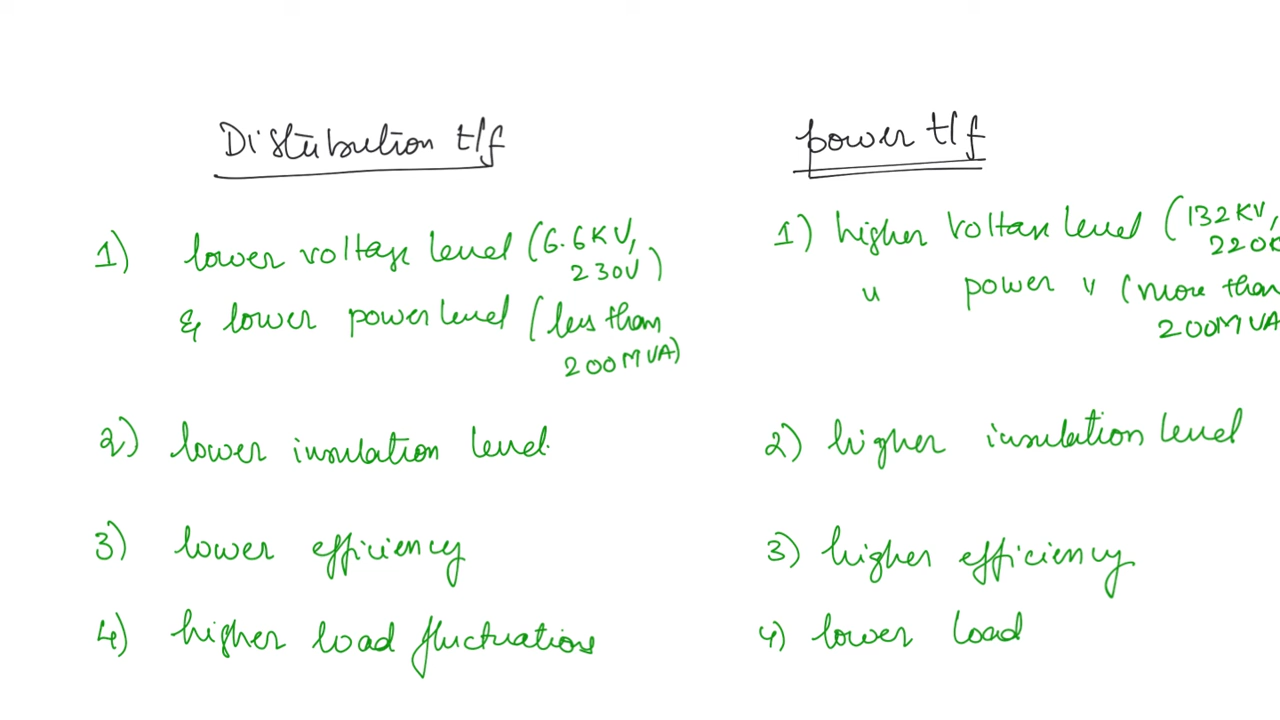 Distribution t/f
1) lower voltage level (6.6KV,
230V)
& lower power level (less than
200MVA)
2) lower insulation level
3) lower efficiency
4) higher load fluctuations
power t/f
1) higher voltage level (132KV,
220K
u power v (more than
200MVA
2) higher insulation level
3) higher efficiency
4) lower load